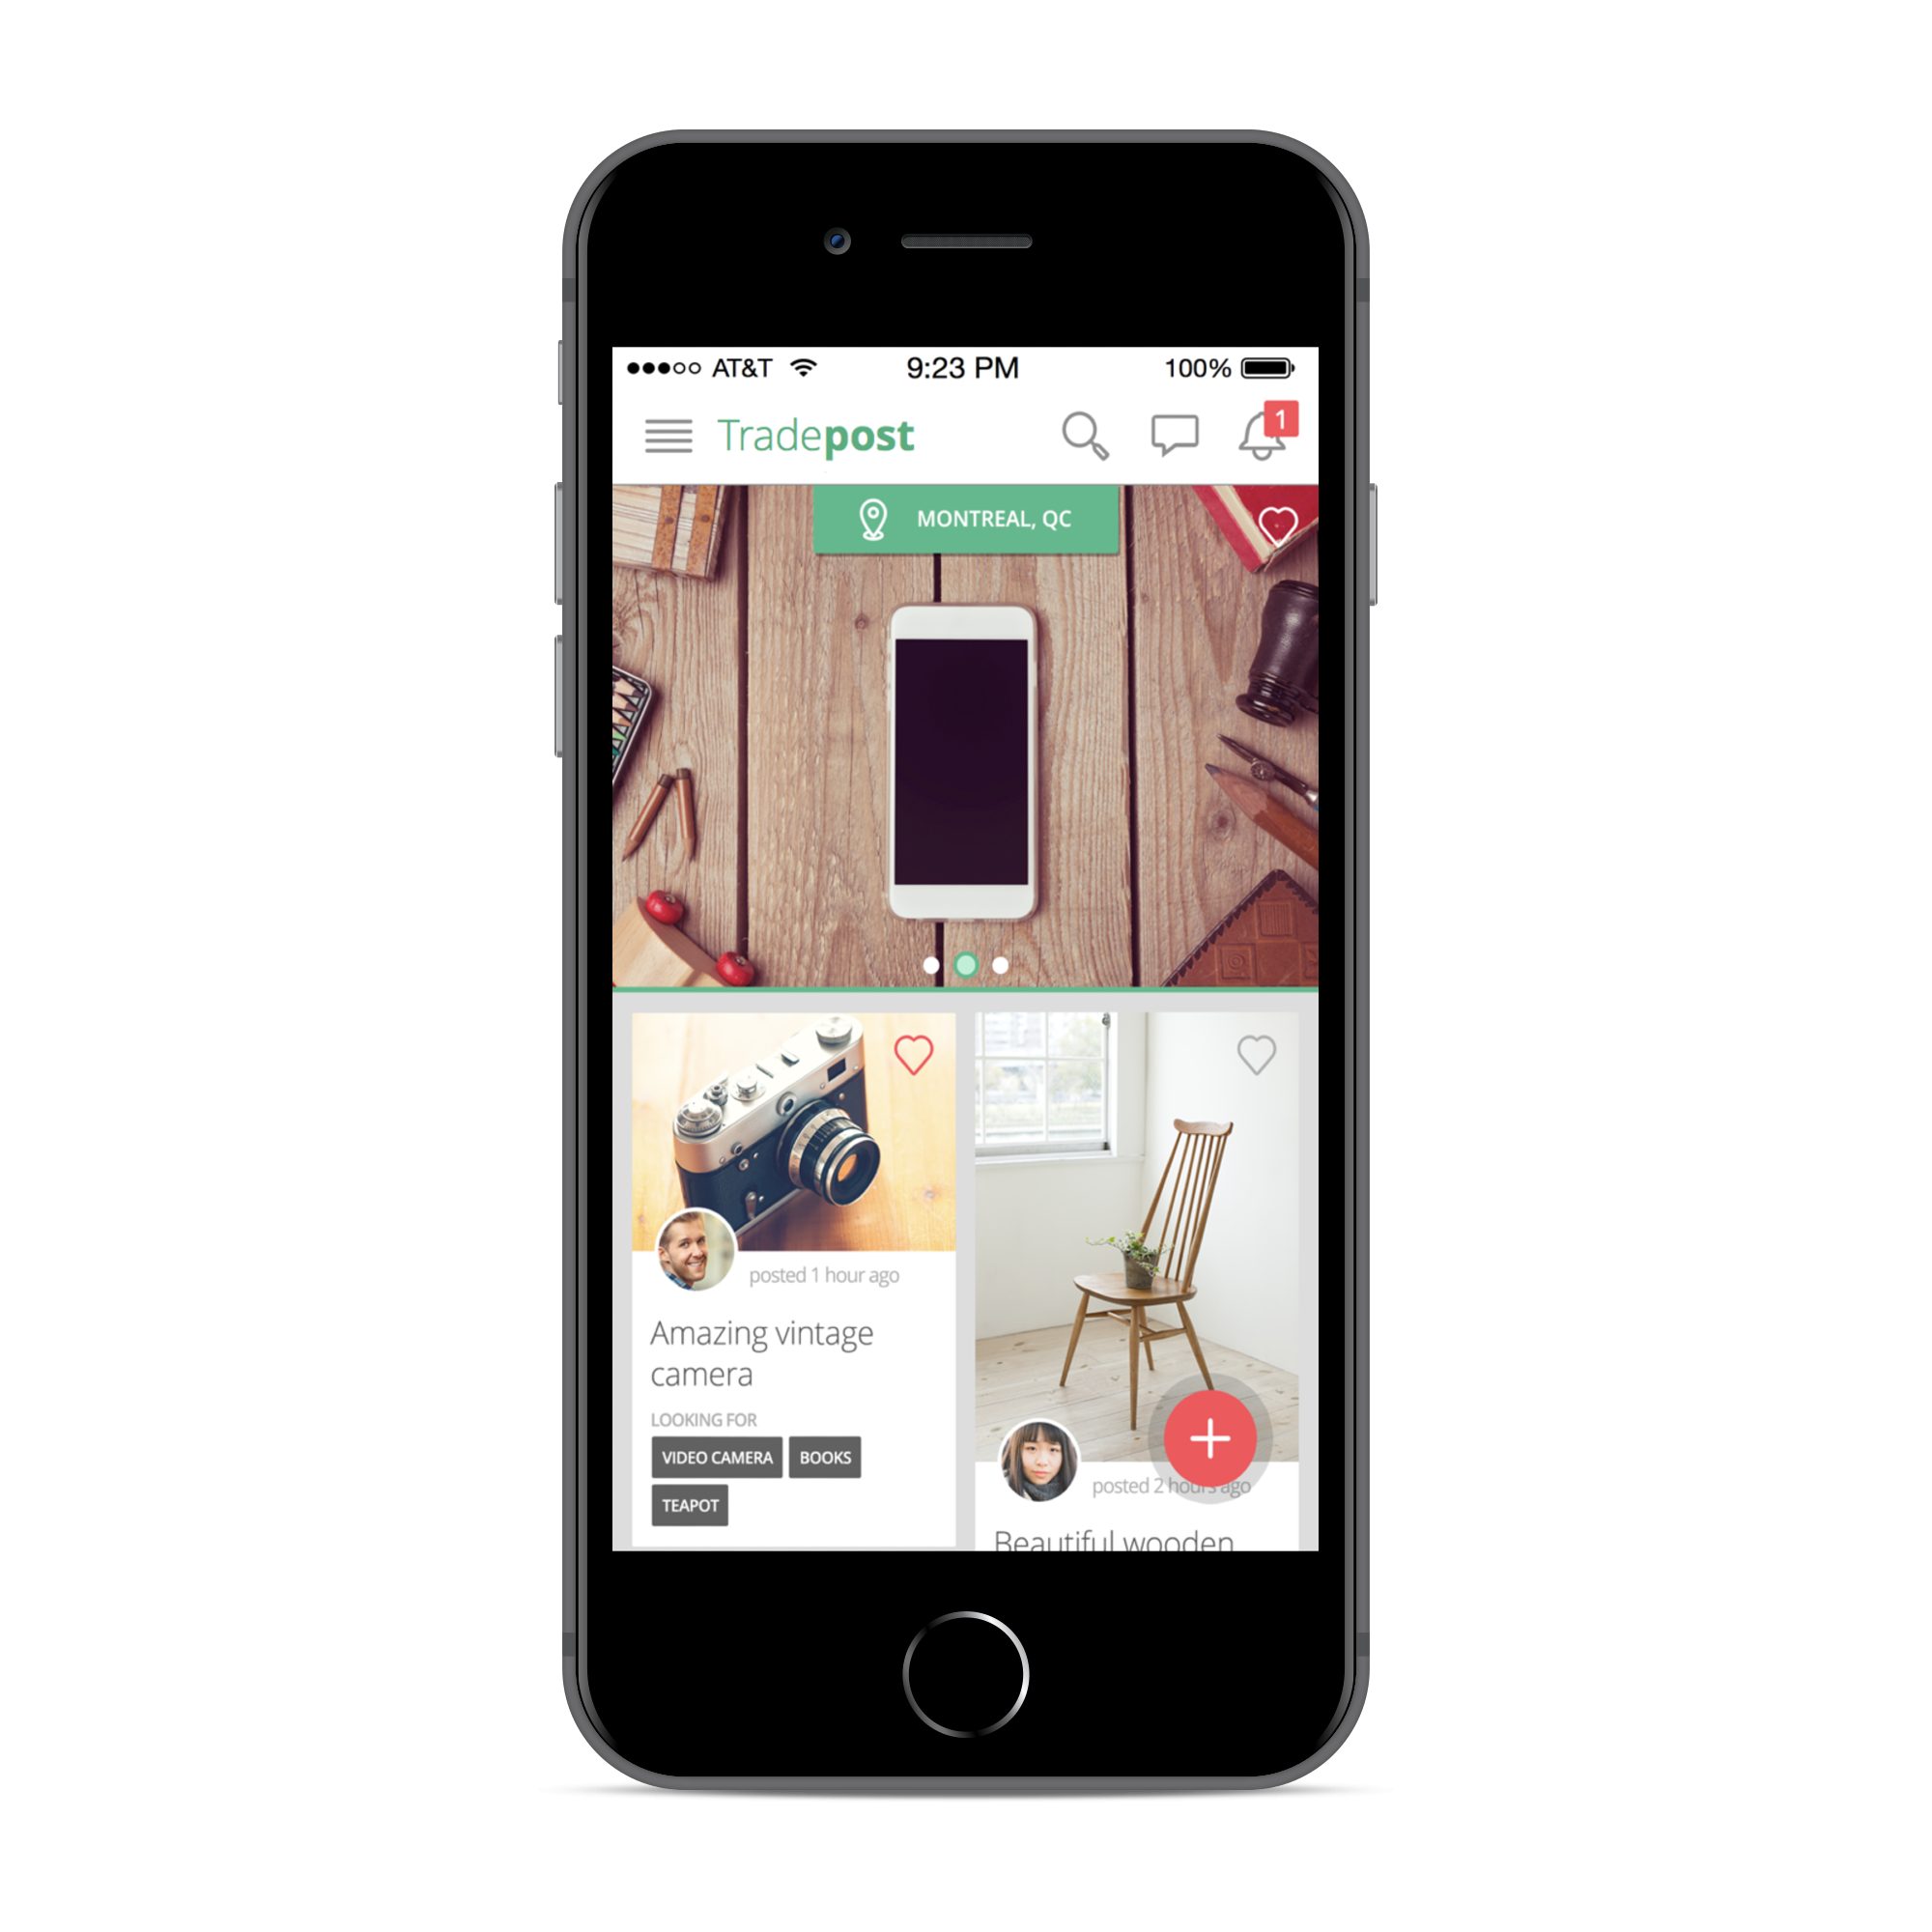 AT&T 9:23 PM 100%
Tradepost 1
MONTREAL, QC
posted 1 hour ago
Amazing vintage
camera
LOOKING FOR
VIDEO CAMERA BOOKS
TEAPOT
posted 2 hours ago
Beautiful wooden